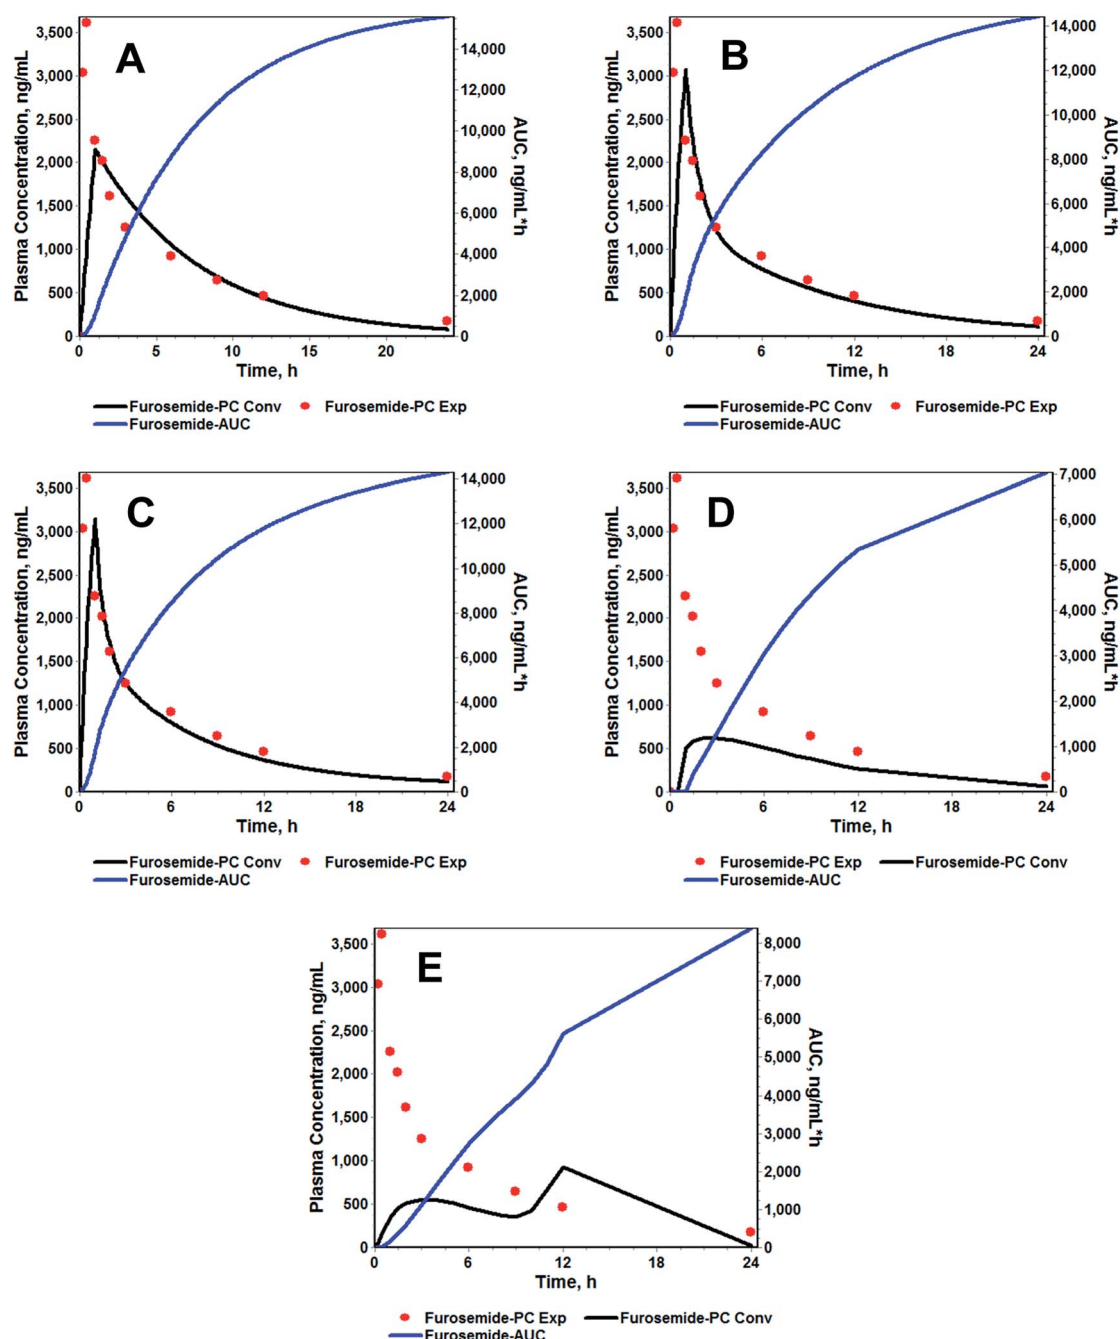 A
Plasma Concentration, ng/mL
3,500
3,000
2,500
2,000
1,500
1,000
500
0
14,000
12,000
10,000
8,000
6,000
4,000
2,000
0
AUC, ng/mL*h
0 5 10 15 20
Time, h
Furosemide-PC Conv Furosemide-PC Exp
Furosemide-AUC
B
Plasma Concentration, ng/mL
3,500
3,000
2,500
2,000
1,500
1,000
500
0
14,000
12,000
10,000
8,000
6,000
4,000
2,000
0
AUC, ng/mL*h
0 6 12 18 24
Time, h
Furosemide-PC Conv Furosemide-PC Exp
Furosemide-AUC
C
Plasma Concentration, ng/mL
3,500
3,000
2,500
2,000
1,500
1,000
500
0
14,000
12,000
10,000
8,000
6,000
4,000
2,000
0
AUC, ng/mL*h
0 6 12 18 24
Time, h
Furosemide-PC Conv Furosemide-PC Exp
Furosemide-AUC
D
Plasma Concentration, ng/mL
3,500
3,000
2,500
2,000
1,500
1,000
500
0
7,000
6,000
5,000
4,000
3,000
2,000
1,000
0
AUC, ng/mL*h
0 6 12 18 24
Time, h
Furosemide-PC Exp Furosemide-PC Conv
Furosemide-AUC
E
Plasma Concentration, ng/mL
3,500
3,000
2,500
2,000
1,500
1,000
500
0
8,000
7,000
6,000
5,000
4,000
3,000
2,000
1,000
0
AUC, ng/mL*h
0 6 12 18 24
Time, h
Furosemide-PC Exp Furosemide-PC Conv
Furosemide-AUC